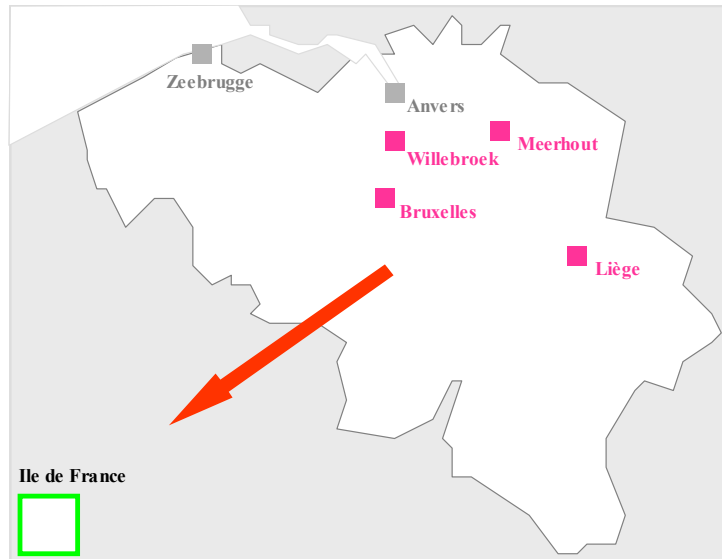 Zeebrugge
Anvers
Meerhout
Willebroek
Bruxelles
Liège
Ile de France